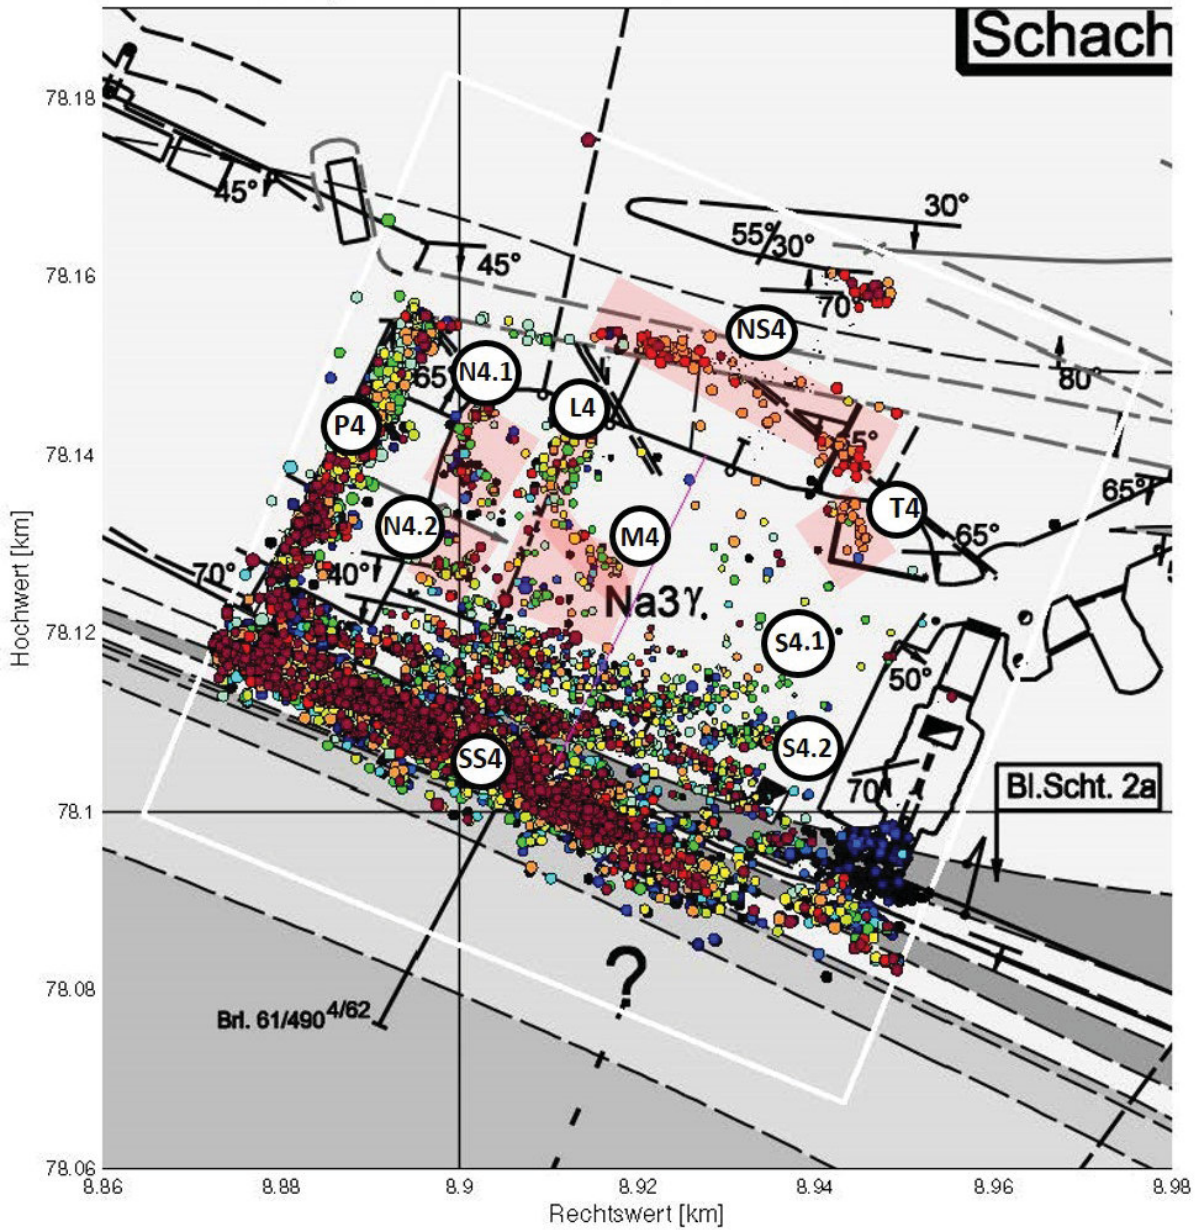 Schach
78.18
45°
30°
55°
30°
45°
78.16
70°
NS4
N4.1
65°
80°
L4
P4
5°
78.14
65°
T4
N4.2
M4
65°
70°
40°
Na3γ.
78.12
S4.1
50°
S4.2
SS4
70°
Bl.Scht. 2a
78.1
78.08
?
Brl. 61/490 4/62
78.06
8.86
8.88
8.9
8.92
8.94
8.96
8.98
Rechtswert [km]
Hochwert [km]